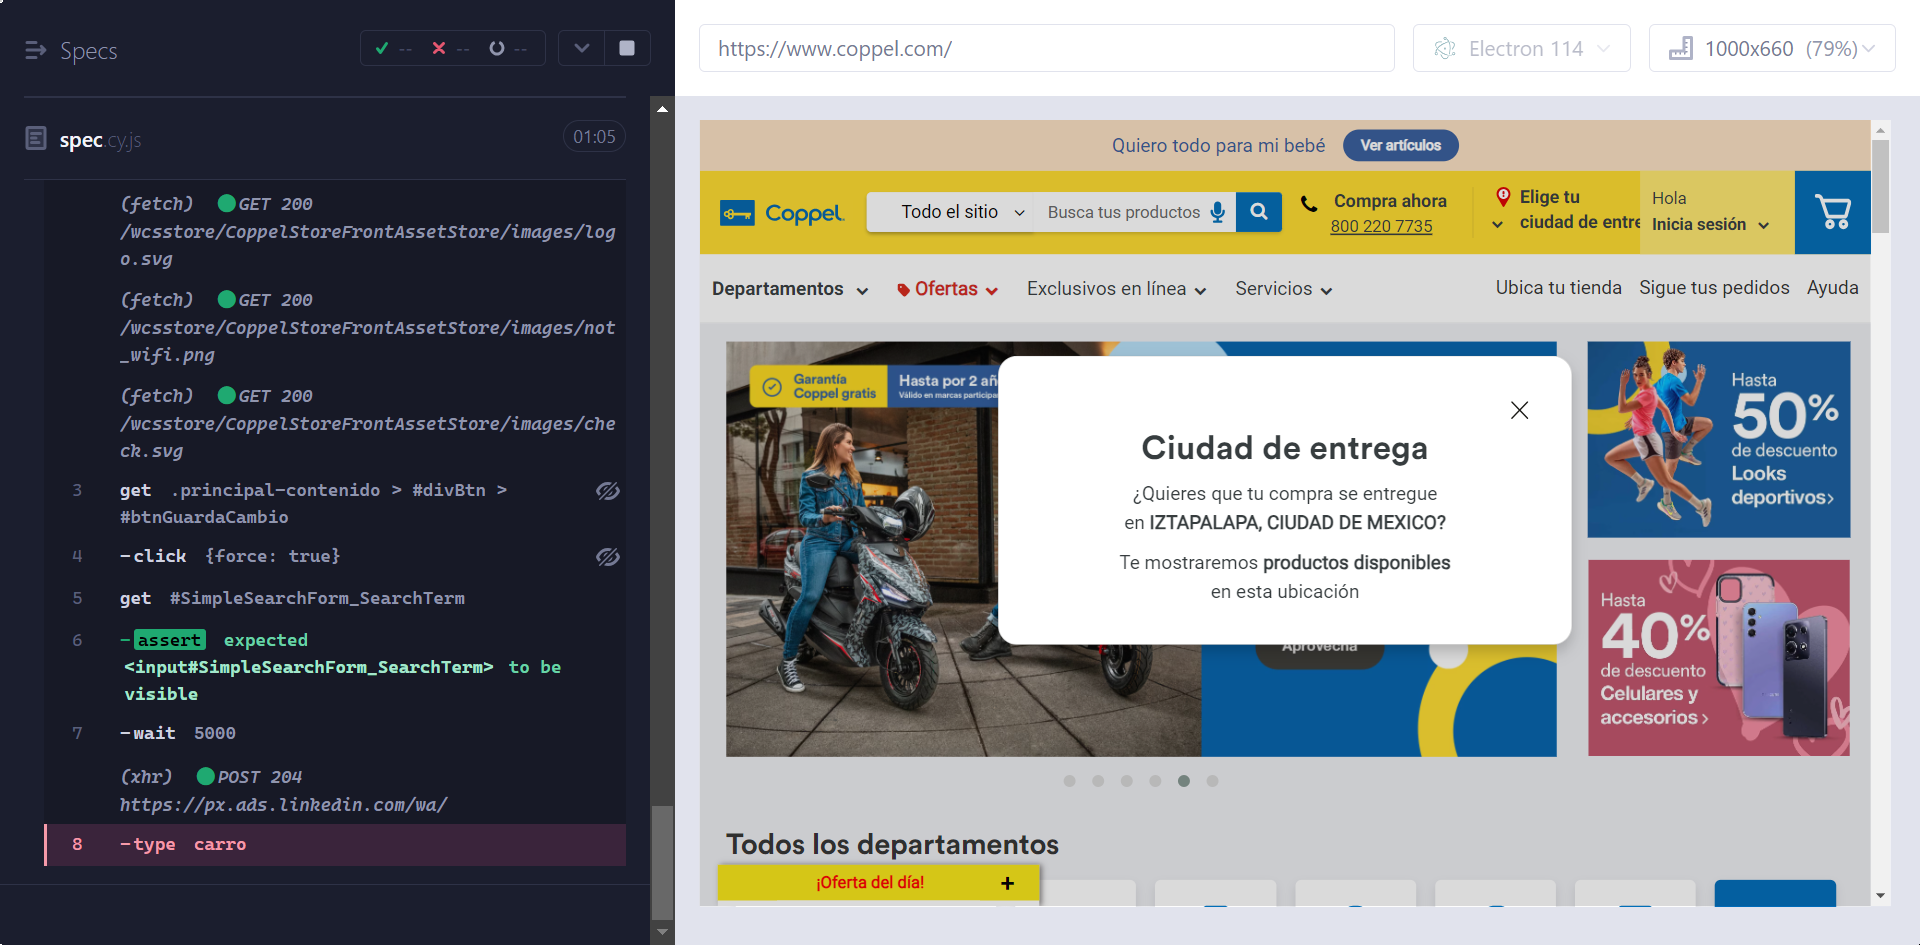 Specs
-- -- --
spec.cy.js
01:05
(fetch) GET 200
/wcsstore/CoppelStoreFrontAssetStore/images/log
o.svg
(fetch) GET 200
/wcsstore/CoppelStoreFrontAssetStore/images/not
_wifi.png
(fetch) GET 200
/wcsstore/CoppelStoreFrontAssetStore/images/che
ck.svg
3 get .principal-contenido > #divBtn >
#btnGuardaCambio
4 -click {force: true}
5 get #SimpleSearchForm_SearchTerm
6 -assert expected
<input#SimpleSearchForm_SearchTerm> to be
visible
7 -wait 5000
(xhr) POST 204
https://px.ads.linkedin.com/wa/
8 -type carro
https://www.coppel.com/
Electron 114
1000x660 (79%)
Quiero todo para mi bebé
Ver artículos
Coppel.
Todo el sitio
Busca tus productos
Compra ahora
800 220 7735
Elige tu
ciudad de entre
Hola
Inicia sesión
Departamentos
Ofertas
Exclusivos en línea
Servicios
Ubica tu tienda
Sigue tus pedidos
Ayuda
Garantía
Coppel gratis
Hasta por 2 añ
Válido en marcas participa
Ciudad de entrega
¿Quieres que tu compra se entregue
en IZTAPALAPA, CIUDAD DE MEXICO?
Te mostraremos productos disponibles
en esta ubicación
Aprovecha
Hasta
50%
de descuento
Looks
deportivos>
Hasta
40%
de descuento
Celulares y
accesorios >
Todos los departamentos
¡Oferta del día! +